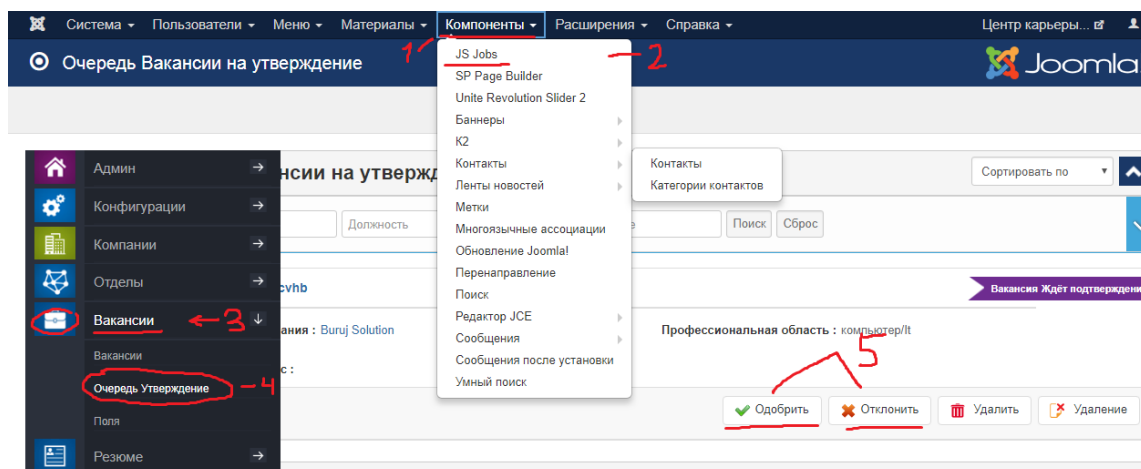 Система Пользователи Меню Материалы Компоненты Расширения Справка Центр карьеры...
1
Очередь Вакансии на утверждение
Joomla
JS Jobs
2
SP Page Builder
Unite Revolution Slider 2
Баннеры
K2
Контакты
Ленты новостей
Метки
Многоязычные ассоциации
Обновление Joomla!
Перенаправление
Поиск
Редактор JCE
Сообщения
Сообщения после установки
Умный поиск
Контакты
Категории контактов
Админ
Конфигурации
Компании
Отделы
Вакансии
3
Вакансии
Очередь Утверждение
4
Поля
Резюме
нсии на утвержд
Сортировать по
Должность
е
Поиск Сброс
cvhb
Вакансия Ждёт подтверждени
ания : Buruj Solution
Профессиональная область : компьютер/It
5
с :
Одобрить Отклонить Удалить Удаление